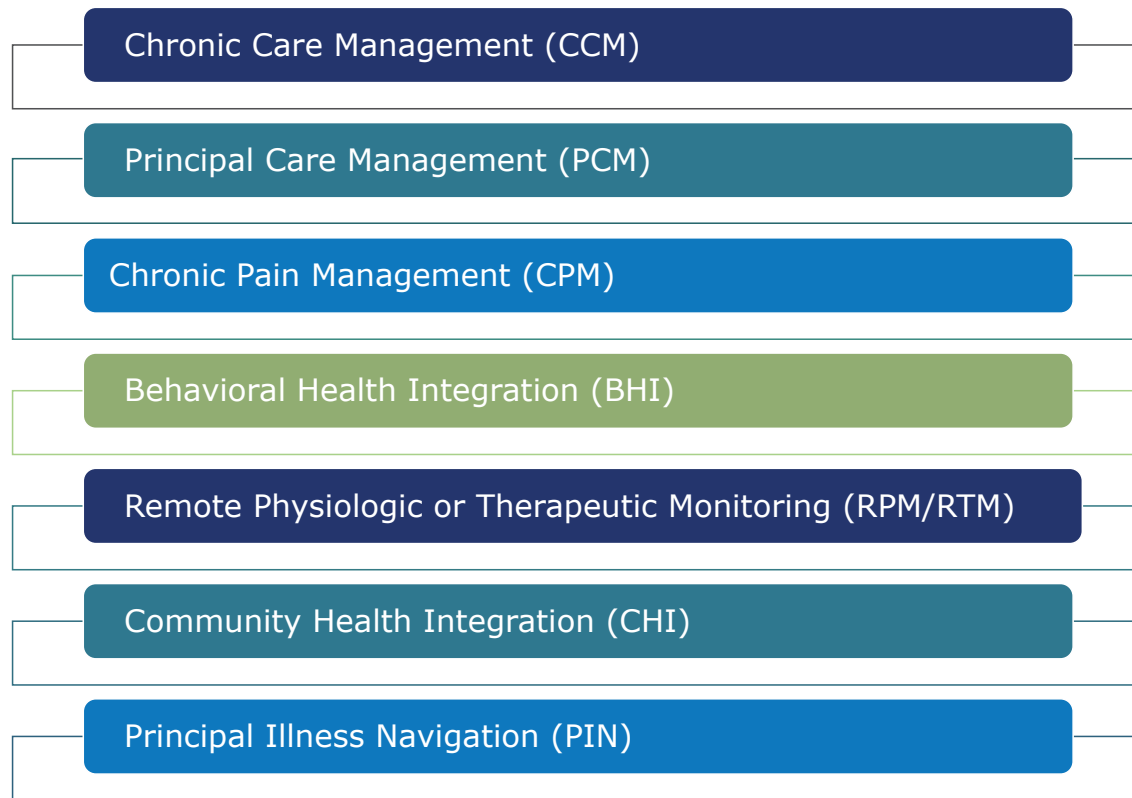 Chronic Care Management (CCM)
Principal Care Management (PCM)
Chronic Pain Management (CPM)
Behavioral Health Integration (BHI)
Remote Physiologic or Therapeutic Monitoring (RPM/RTM)
Community Health Integration (CHI)
Principal Illness Navigation (PIN)